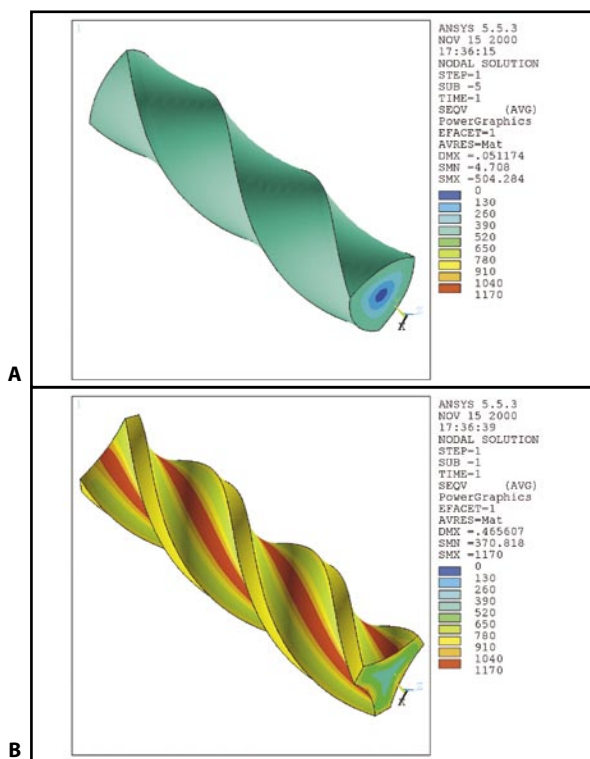 1
ANSYS 5.5.3
NOV 15 2000
17:36:15
NODAL SOLUTION
STEP=1
SUB =5
TIME=1
SEQV (AVG)
PowerGraphics
EFACET=1
AVRES=Mat
DMX =.051174
SMN =4.708
SMX =504.284
0
130
260
390
520
650
780
910
1040
1170
X
Z
A
1
ANSYS 5.5.3
NOV 15 2000
17:36:39
NODAL SOLUTION
STEP=1
SUB =1
TIME=1
SEQV (AVG)
PowerGraphics
EFACET=1
AVRES=Mat
DMX =.465607
SMN =370.818
SMX =1170
0
130
260
390
520
650
780
910
1040
1170
X
Z
B